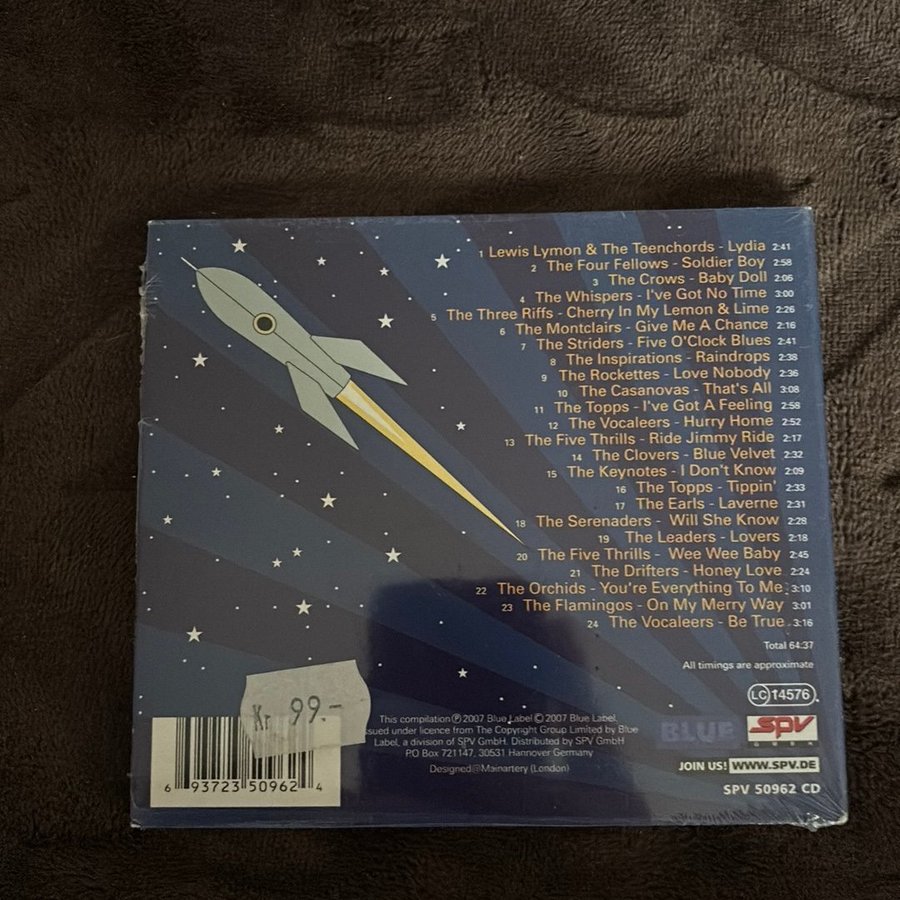 1 Lewis Lymon & The Teenchords - Lydia 2:41
2 The Four Fellows - Soldier Boy 2:58
3 The Crows - Baby Doll 2:06
4 The Whispers - I've Got No Time 3:00
5 The Three Riffs - Cherry In My Lemon & Lime 2:26
6 The Montclairs - Give Me A Chance 2:16
7 The Striders - Five O'Clock Blues 2:41
8 The Inspirations - Raindrops 2:38
9 The Rockettes - Love Nobody 2:36
10 The Casanovas - That's All 3:08
11 The Topps - I've Got A Feeling 2:58
12 The Vocaleers - Hurry Home 2:52
13 The Five Thrills - Ride Jimmy Ride 2:17
14 The Clovers - Blue Velvet 2:32
15 The Keynotes - I Don't Know 2:09
16 The Topps - Tippin' 2:33
17 The Earls - Laverne 2:31
18 The Serenaders - Will She Know 2:28
19 The Leaders - Lovers 2:18
20 The Five Thrills - Wee Wee Baby 2:45
21 The Drifters - Honey Love 2:24
22 The Orchids - You're Everything To Me 3:10
23 The Flamingos - On My Merry Way 3:01
24 The Vocaleers - Be True 3:16
Total 64:37
All timings are approximate
LC 14576
Kr 99.-
This compilation ℗ 2007 Blue Label © 2007 Blue Label
ssued under licence from The Copyright Group Limited by Blue
Label, a division of SPV GmbH. Distributed by SPV GmbH
PO Box 721147, 30531 Hannover Germany
Designed@Mainartery (London)
BLUE
SPV
GMBH
JOIN US! WWW.SPV.DE
SPV 50962 CD
6 93723 50962 4